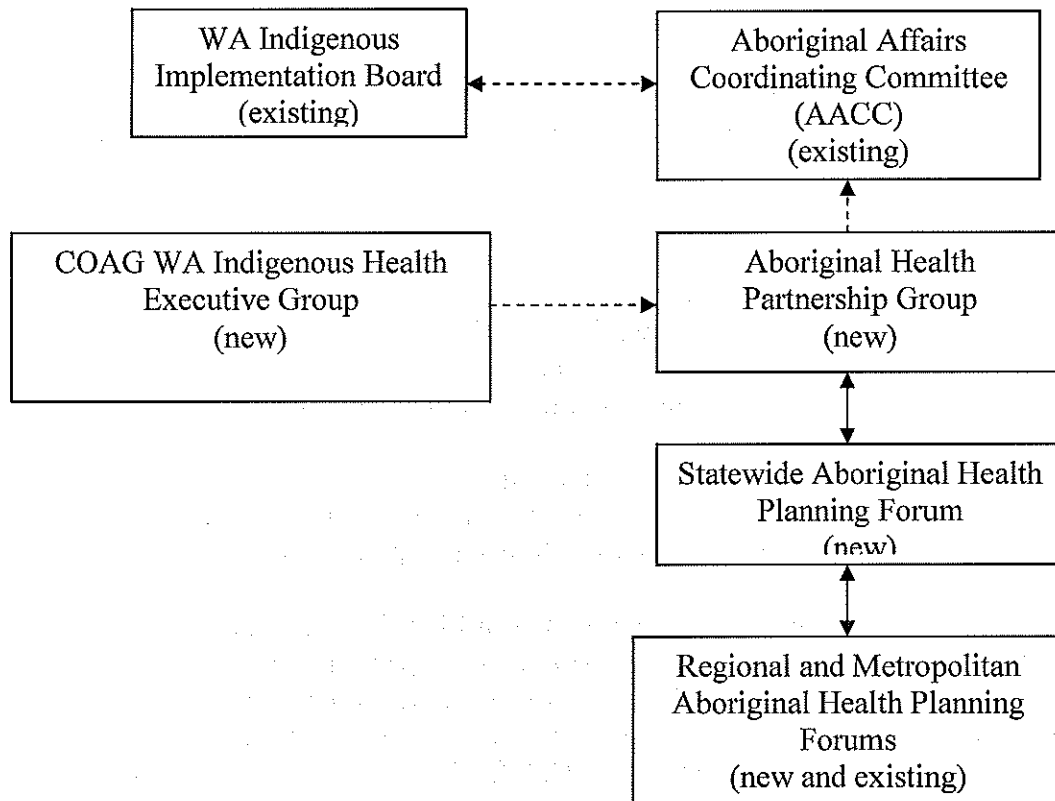 WA Indigenous
Implementation Board
(existing)
Aboriginal Affairs
Coordinating Committee
(AACC)
(existing)
COAG WA Indigenous Health
Executive Group
(new)
Aboriginal Health
Partnership Group
(new)
Statewide Aboriginal Health
Planning Forum
(new)
Regional and Metropolitan
Aboriginal Health Planning
Forums
(new and existing)